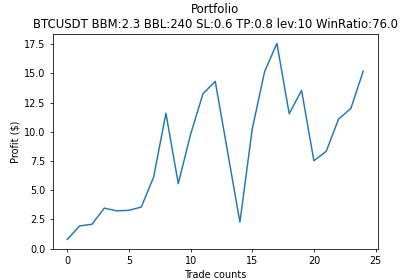 Portfolio
BTCUSDT BBM:2.3 BBL:240 SL:0.6 TP:0.8 lev:10 WinRatio:76.0
17.5
15.0
12.5
10.0
7.5
5.0
2.5
0.0
Profit ($)
0 5 10 15 20 25
Trade counts